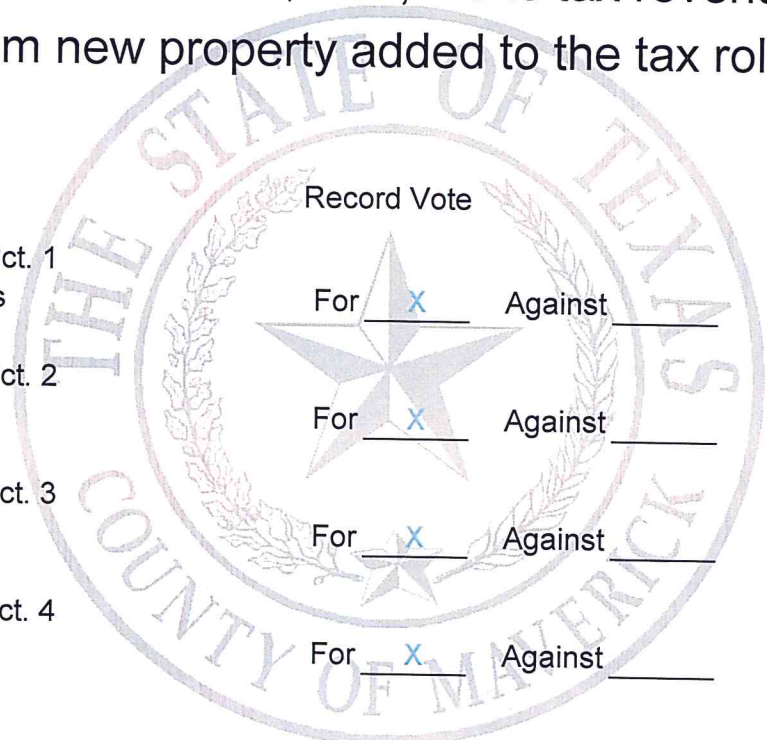 m new property added to the tax rol
THE STATE OF TEXAS
COUNTY OF MAVERICK
Record Vote
ct. 1
s
For X Against
ct. 2
For X Against
ct. 3
For X Against
ct. 4
For X Against